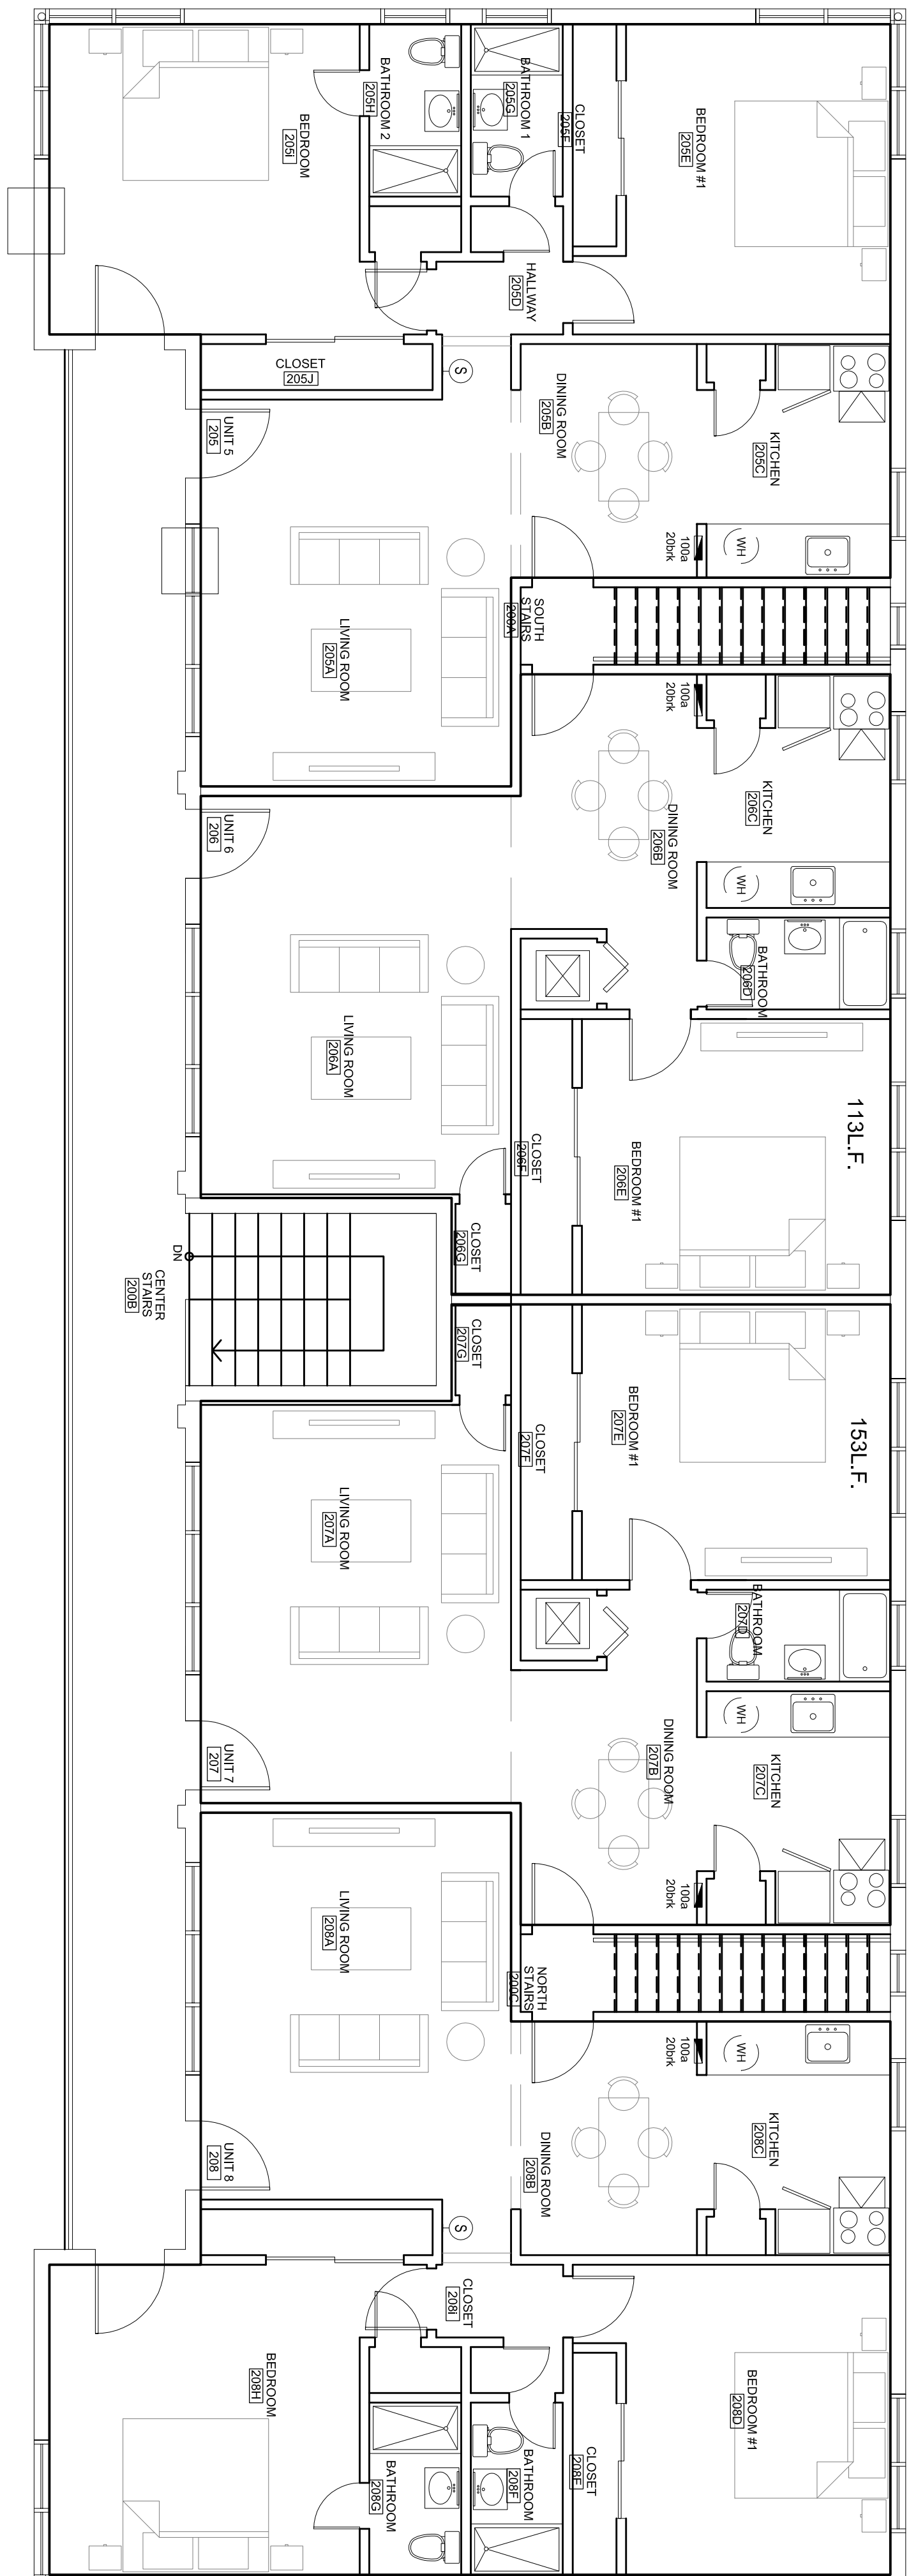 BEDROOM #1
205E
CLOSET
205F
BATHROOM 1
205G
BATHROOM 2
205H
BEDROOM
205i
HALLWAY
205D
CLOSET
205J
S
UNIT 5
205
DINING ROOM
205B
KITCHEN
205C
WH
100a
20brk
LIVING ROOM
205A
SOUTH
STAIRS
200A
100a
20brk
KITCHEN
206C
WH
DINING ROOM
206B
UNIT 6
206
BATHROOM
206D
LIVING ROOM
206A
113L.F.
BEDROOM #1
206E
CLOSET
206F
CLOSET
206G
DN
CENTER
STAIRS
200B
CLOSET
207G
153L.F.
BEDROOM #1
207E
CLOSET
207F
LIVING ROOM
207A
BATHROOM
207D
WH
KITCHEN
207C
DINING ROOM
207B
UNIT 7
207
100a
20brk
LIVING ROOM
208A
NORTH
STAIRS
200C
100a
20brk
WH
KITCHEN
208C
DINING ROOM
208B
UNIT 8
208
S
CLOSET
208i
BEDROOM #1
208D
CLOSET
208E
BATHROOM
208F
BATHROOM
208G
BEDROOM
208H